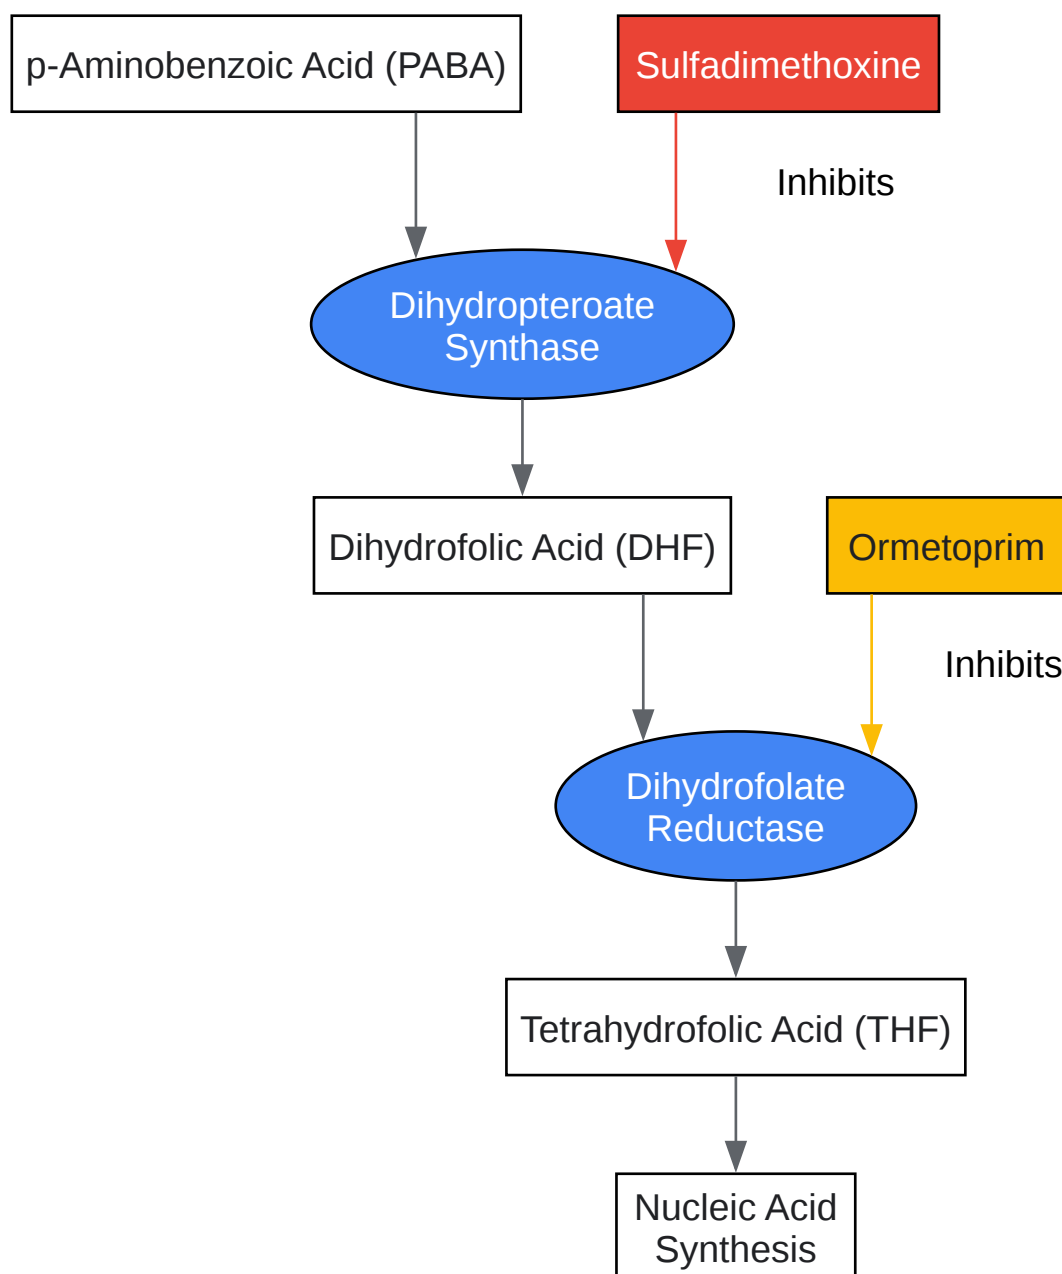 p-Aminobenzoic Acid (PABA)
Sulfadimethoxine
Inhibits
Dihydropteroate
Synthase
Dihydrofolic Acid (DHF)
Ormetoprim
Inhibits
Dihydrofolate
Reductase
Tetrahydrofolic Acid (THF)
Nucleic Acid
Synthesis